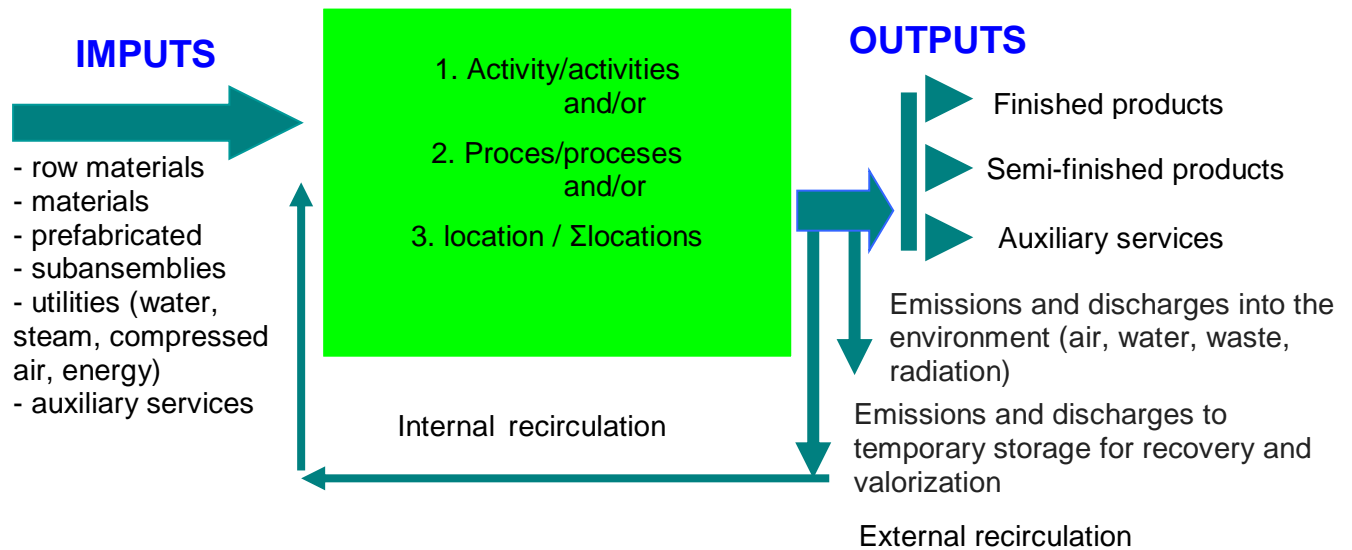 IMPUTS
- row materials
- materials
- prefabricated
- subansemblies
- utilities (water,
steam, compressed
air, energy)
- auxiliary services
1. Activity/activities
and/or
2. Proces/proceses
and/or
3. location / Σlocations
Internal recirculation
OUTPUTS
Finished products
Semi-finished products
Auxiliary services
Emissions and discharges into the
environment (air, water, waste,
radiation)
Emissions and discharges to
temporary storage for recovery and
valorization
External recirculation